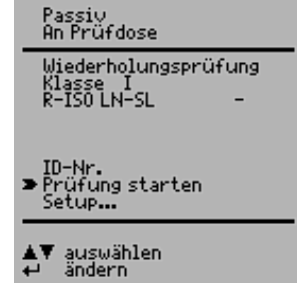 Passiv
An Prüfdose
Wiederholungsprüfung
Klasse I
R-ISO LN-SL -
ID-Nr.
Prüfung starten
Setup...
▲▼ auswählen
↵ ändern